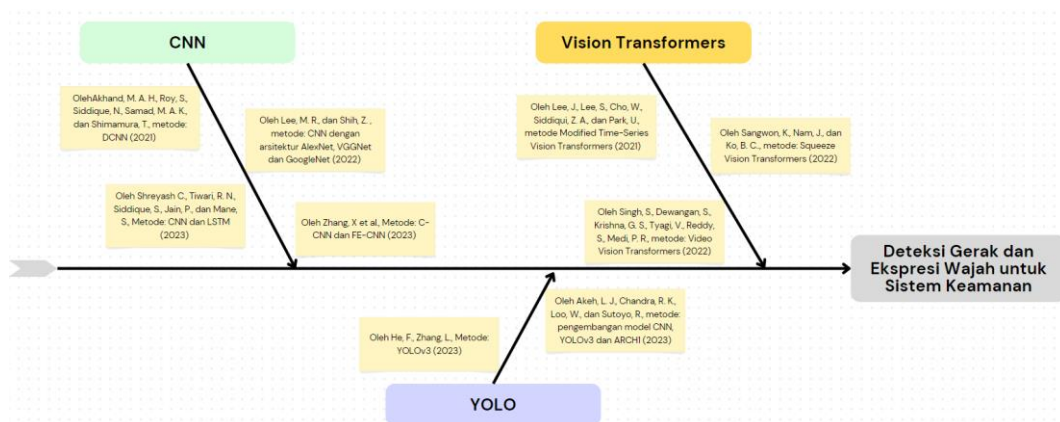 CNN
Vision Transformers
OlehAkhand, M. A. H., Roy, S.,
Siddique, N., Samad, M. A. K.,
dan Shimamura, T., metode:
DCNN (2021)
Oleh Lee, M. R., dan Shih, Z. ,
metode: CNN dengan
arsitektur AlexNet, VGGNet
dan GoogleNet (2022)
Oleh Shreyash C., Tiwari, R. N.,
Siddique, S., Jain, P., dan Mane,
S., Metode: CNN dan LSTM
(2023)
Oleh Zhang, X et al., Metode: C-
CNN dan FE-CNN (2023)
Oleh Lee, J., Lee, S., Cho, W.,
Siddiqui, Z. A., dan Park, U.,
metode Modified Time-Series
Vision Transformers (2021)
Oleh Sangwon, K., Nam, J., dan
Ko, B. C., metode: Squeeze
Vision Transformers (2022)
Oleh Singh, S., Dewangan, S.,
Krishna, G. S., Tyagi, V., Reddy,
S., Medi, P. R., metode: Video
Vision Transformers (2022)
Deteksi Gerak dan
Ekspresi Wajah untuk
Sistem Keamanan
Oleh He, F., Zhang, L., Metode:
YOLOv3 (2023)
Oleh Akeh, L. J., Chandra, R. K.,
Loo, W., dan Sutoyo, R., metode:
pengembangan model CNN,
YOLOv3 dan ARCH1 (2023)
YOLO